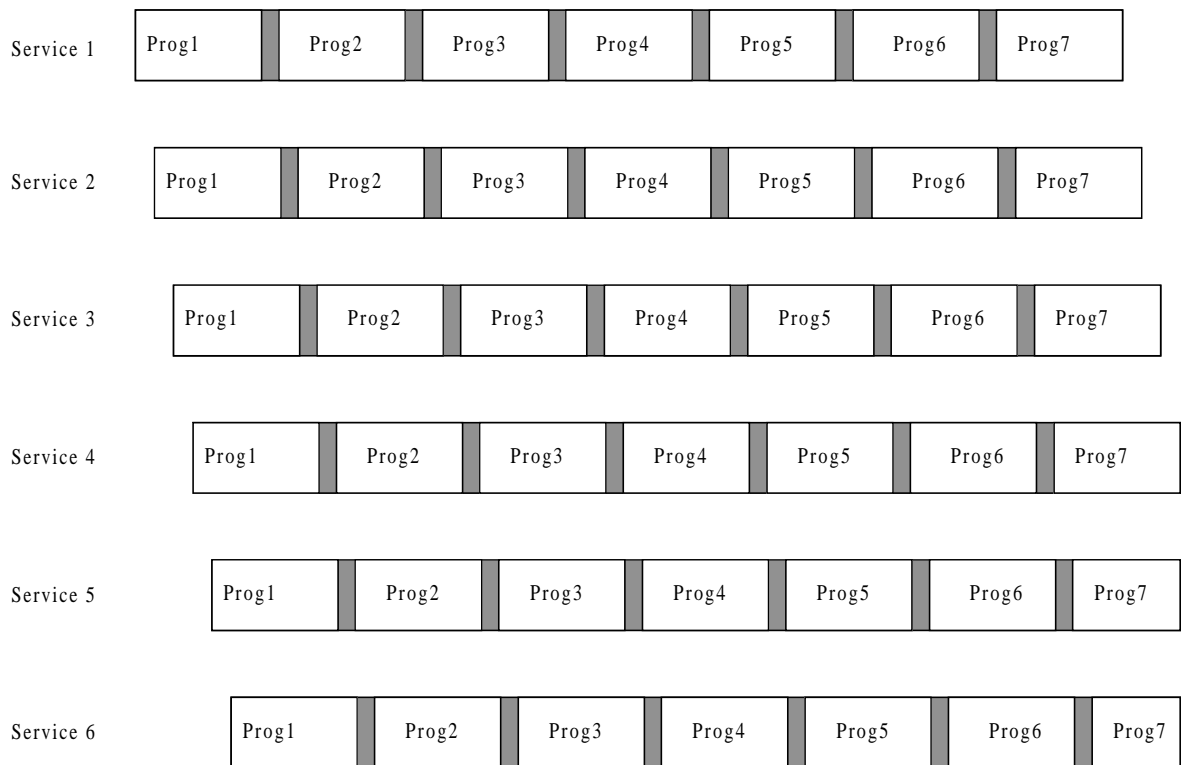 Service 1 Prog1 Prog2 Prog3 Prog4 Prog5 Prog6 Prog7
Service 2 Prog1 Prog2 Prog3 Prog4 Prog5 Prog6 Prog7
Service 3 Prog1 Prog2 Prog3 Prog4 Prog5 Prog6 Prog7
Service 4 Prog1 Prog2 Prog3 Prog4 Prog5 Prog6 Prog7
Service 5 Prog1 Prog2 Prog3 Prog4 Prog5 Prog6 Prog7
Service 6 Prog1 Prog2 Prog3 Prog4 Prog5 Prog6 Prog7